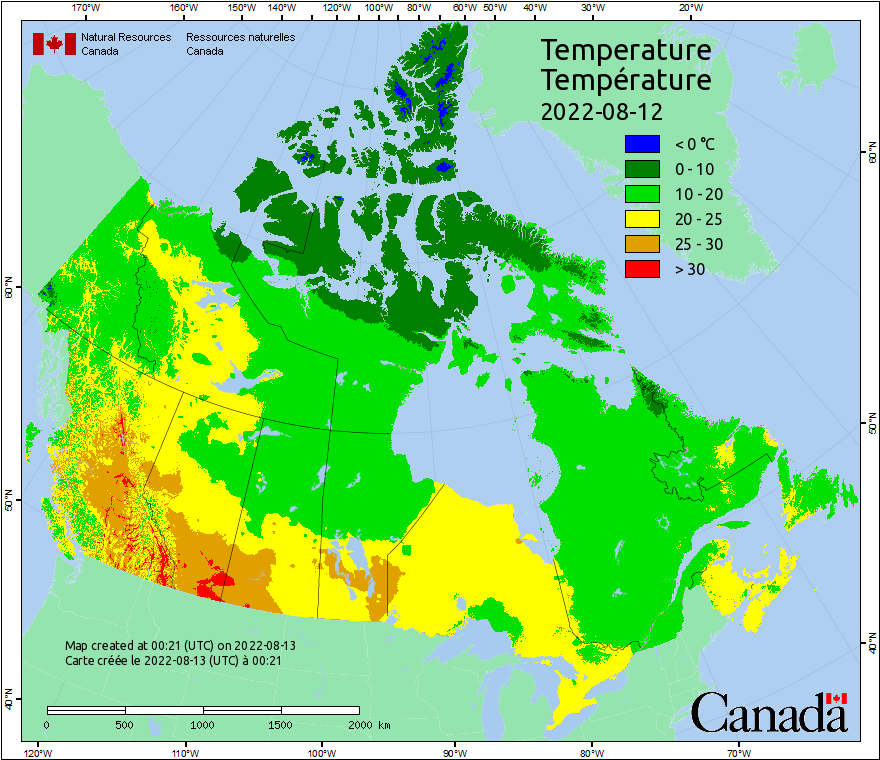 170°W 160°W 150°W 140°W 130°W 120°W 110°W 100°W 90°W 80°W 70°W 60°W 50°W 40°W 30°W 20°W
Natural Resources Ressources naturelles
Canada Canada
Temperature
Température
2022-08-12
< 0 °C
0 - 10
10 - 20
20 - 25
25 - 30
> 30
60°N
60°N
50°N
50°N
40°N
40°N
Map created at 00:21 (UTC) on 2022-08-13
Carte créée le 2022-08-13 (UTC) à 00:21
0 500 1000 1500 2000 km
Canada
120°W 110°W 100°W 90°W 80°W 70°W